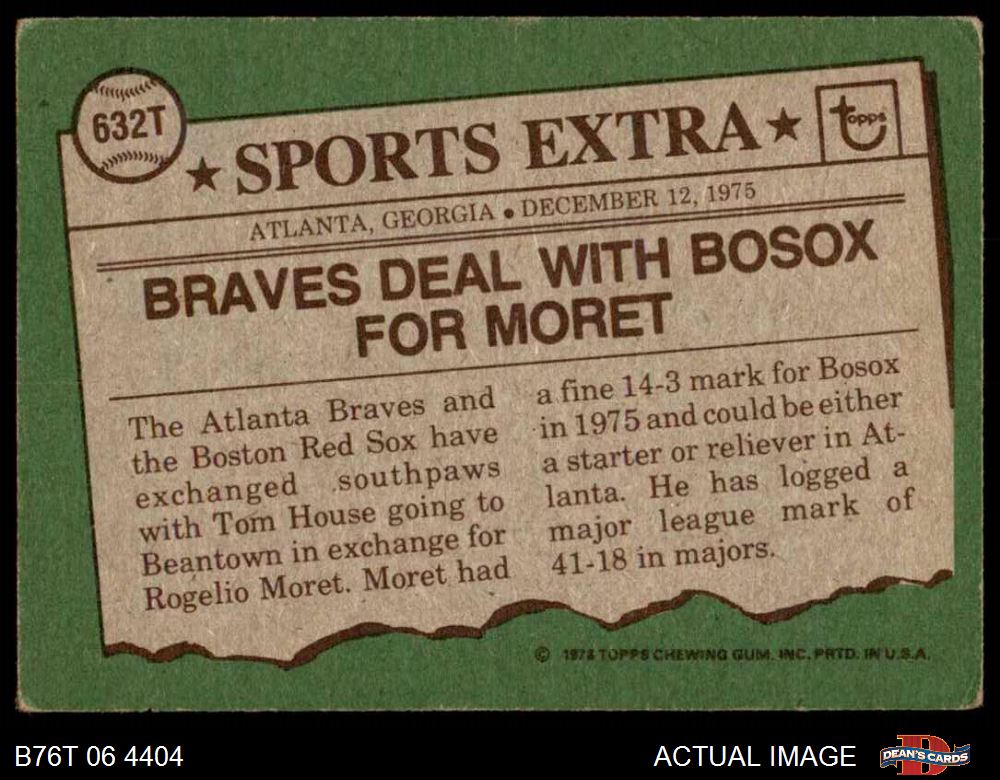 632T
★ SPORTS EXTRA ★
topps
ATLANTA, GEORGIA • DECEMBER 12, 1975
BRAVES DEAL WITH BOSOX
FOR MORET
The Atlanta Braves and
the Boston Red Sox have
exchanged southpaws
with Tom House going to
Beantown in exchange for
Rogelio Moret. Moret had
a fine 14-3 mark for Bosox
in 1975 and could be either
a starter or reliever in At-
lanta. He has logged a
major league mark of
41-18 in majors.
© 1976 TOPPS CHEWING GUM, INC. PRTD. IN U.S.A.
B76T 06 4404
ACTUAL IMAGE
DEAN'S CARDS